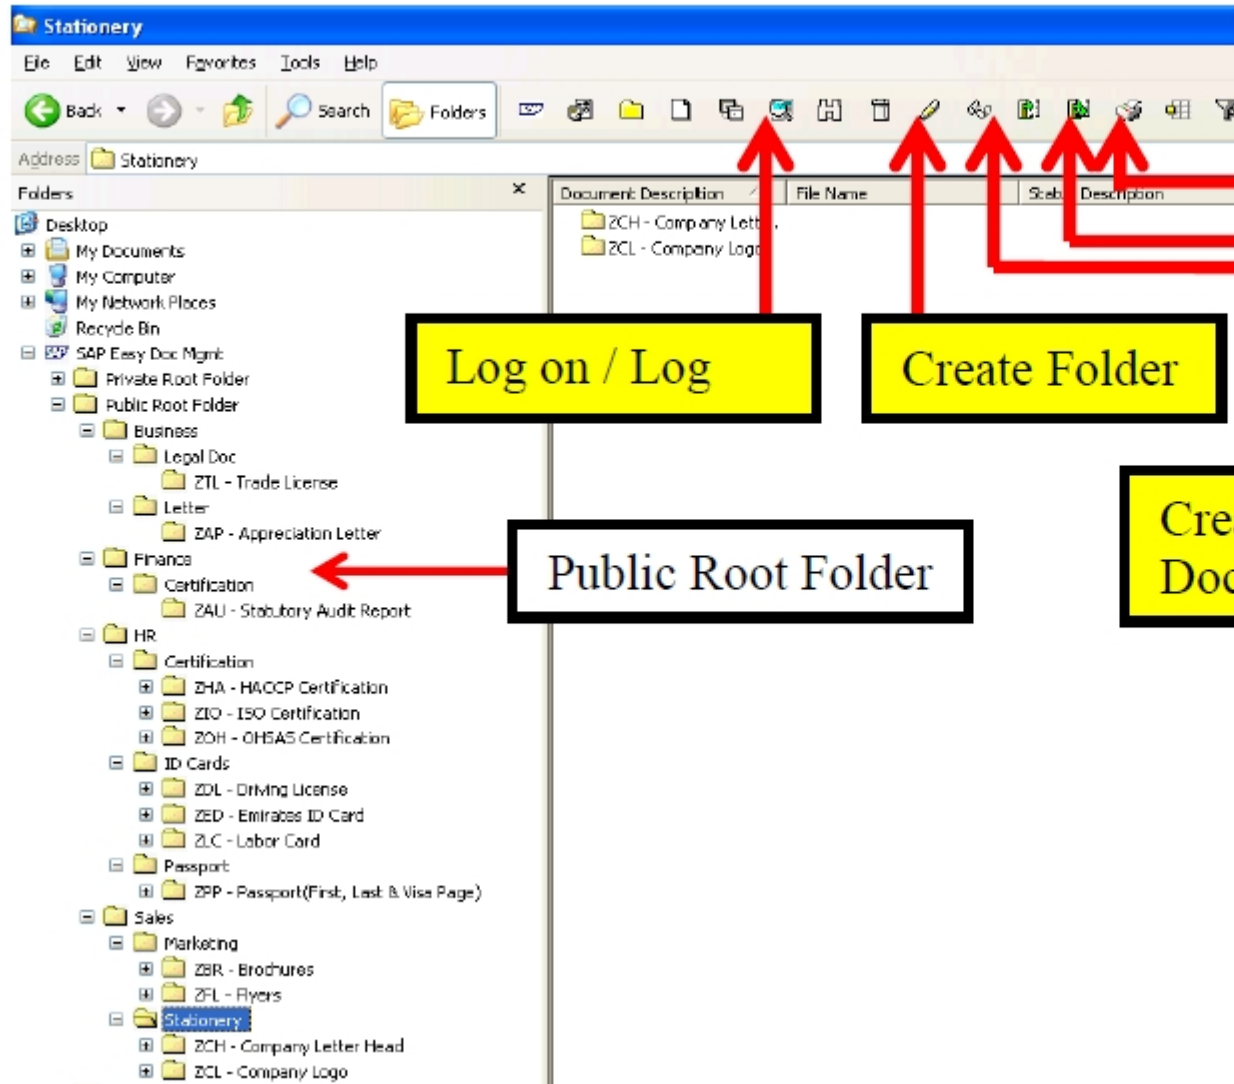 Stationery
File Edit View Favorites Tools Help
Back Search Folders
Address Stationery
Folders
Document Description File Name Description
Desktop
ZCH - Company
My Documents
ZCL - Company Logo
My Computer
My Network Places
Recycle Bin
SAP Easy Doc Mgmt
Log on / Log
Create Folder
Private Root Folder
Public Root Folder
Business
Legal Doc
ZTL - Trade License
Letter
ZAP - Appreciation Letter
Finance
Public Root Folder
Certification
ZAU - Statutory Audit Report
HR
Certification
ZHA - HACCP Certification
ZIO - ISO Certification
ZOH - OHSAS Certification
ID Cards
ZDL - Driving License
ZED - Emirates ID Card
ZLC - Labor Card
Passport
ZPP - Passport(First, Last & Visa Page)
Sales
Marketing
ZBR - Brochures
ZFL - Flyers
Stationery
ZCH - Company Letter Head
ZCL - Company Logo